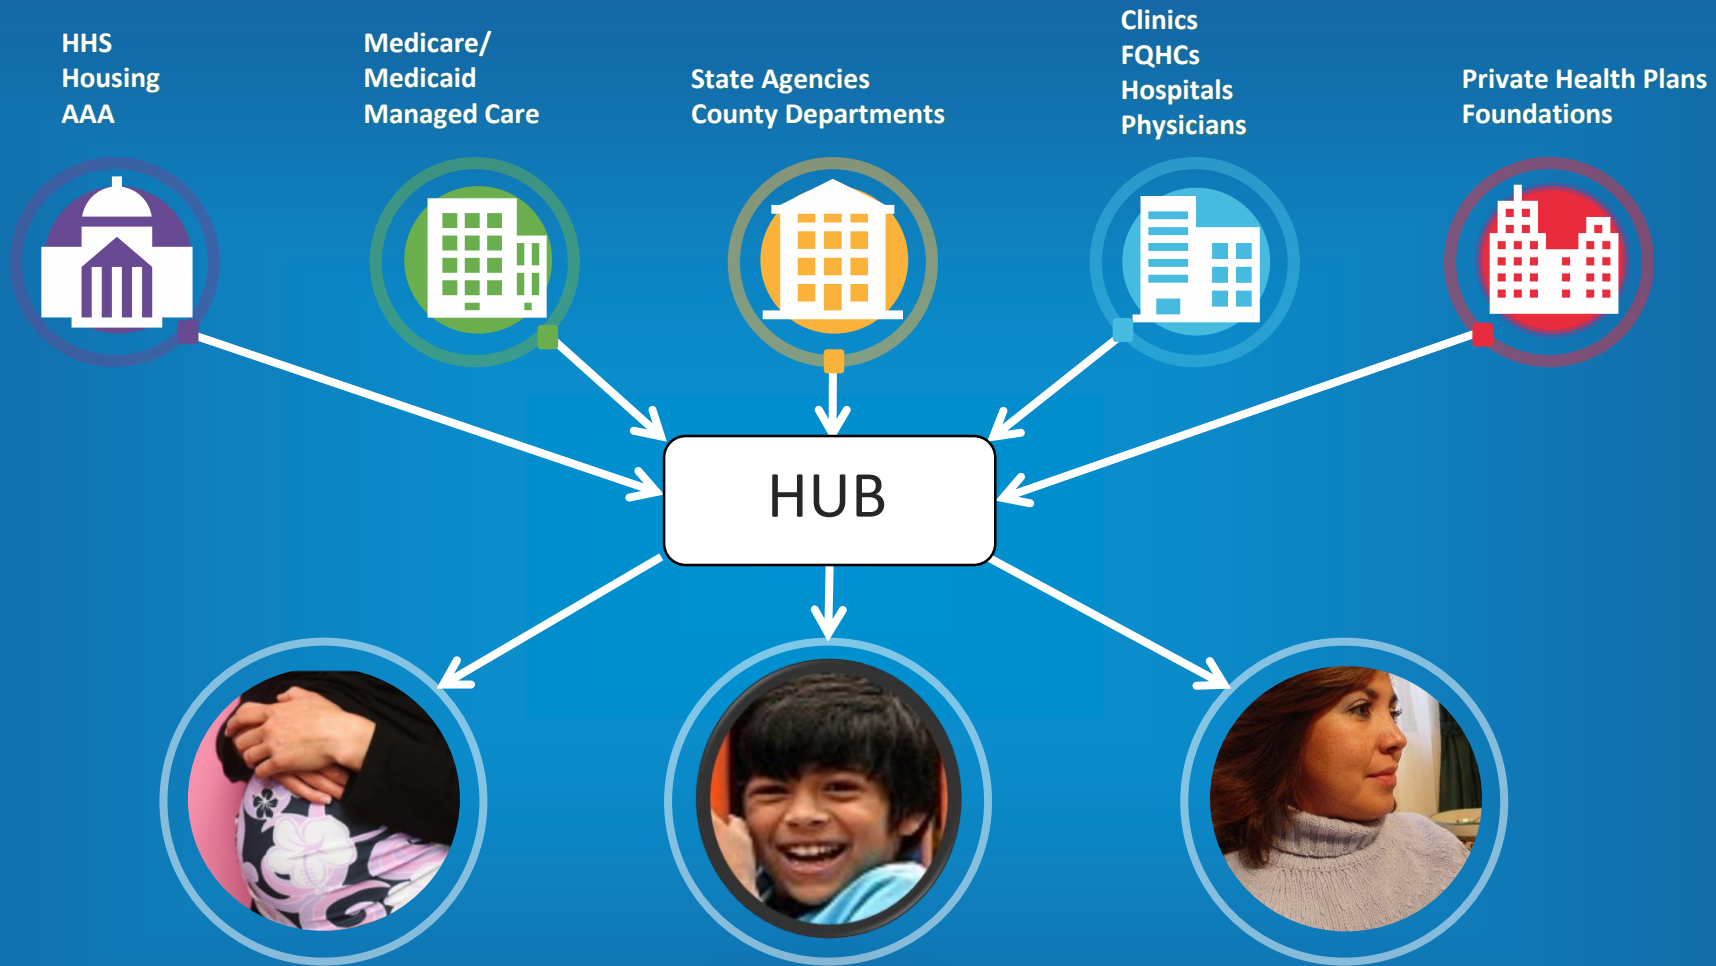 HHS
Housing
AAA
Medicare/
Medicaid
Managed Care
State Agencies
County Departments
Clinics
FQHCs
Hospitals
Physicians
Private Health Plans
Foundations
HUB